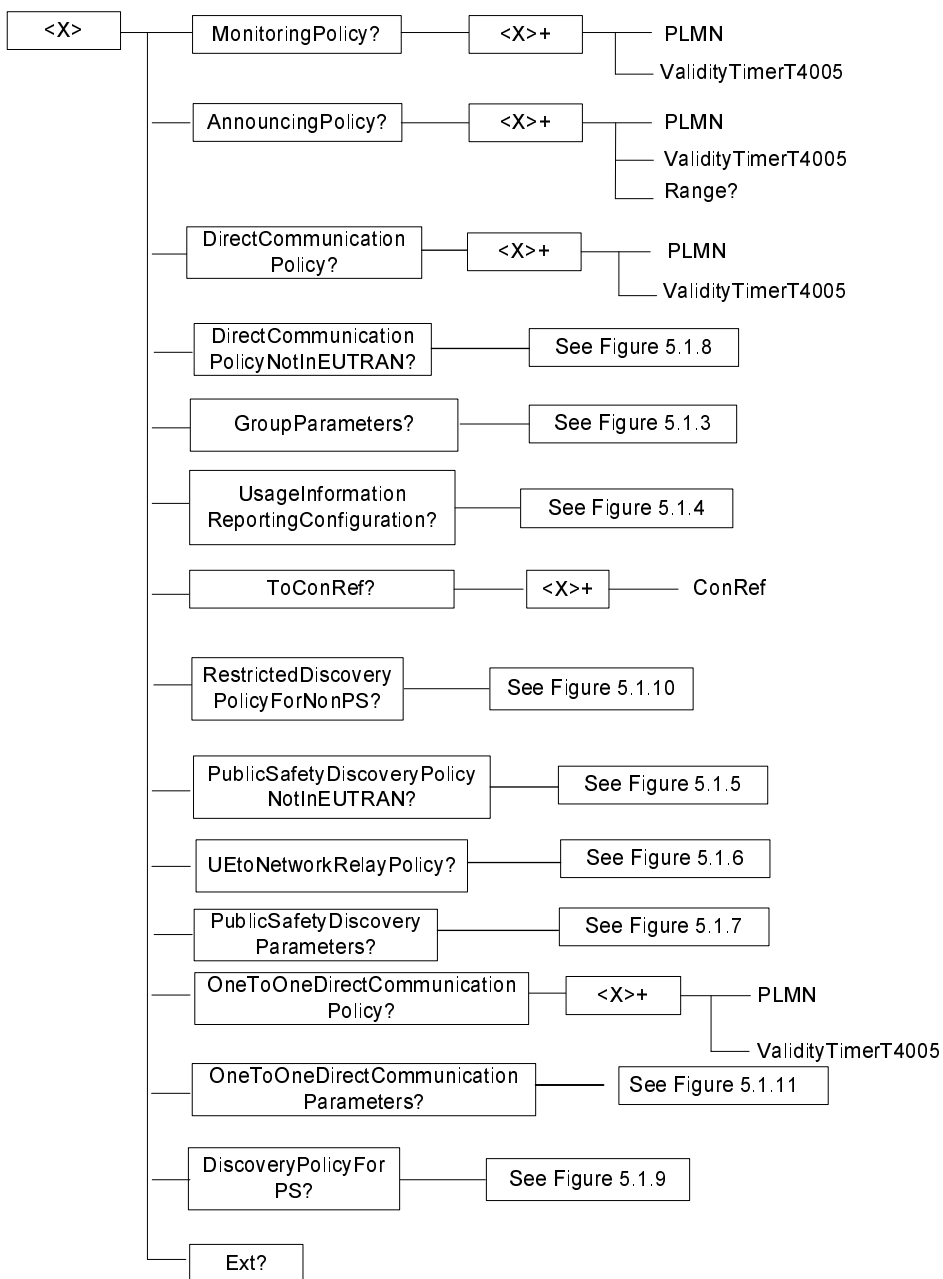 <X>
MonitoringPolicy?
<X>+
PLMN
ValidityTimerT4005
AnnouncingPolicy?
<X>+
PLMN
ValidityTimerT4005
Range?
DirectCommunication
Policy?
<X>+
PLMN
ValidityTimerT4005
DirectCommunication
PolicyNotInEUTRAN?
See Figure 5.1.8
GroupParameters?
See Figure 5.1.3
UsageInformation
ReportingConfiguration?
See Figure 5.1.4
ToConRef?
<X>+
ConRef
RestrictedDiscovery
PolicyForNonPS?
See Figure 5.1.10
PublicSafetyDiscoveryPolicy
NotInEUTRAN?
See Figure 5.1.5
UEtoNetworkRelayPolicy?
See Figure 5.1.6
PublicSafetyDiscovery
Parameters?
See Figure 5.1.7
OneToOneDirectCommunication
Policy?
<X>+
PLMN
ValidityTimerT4005
OneToOneDirectCommunication
Parameters?
See Figure 5.1.11
DiscoveryPolicyFor
PS?
See Figure 5.1.9
Ext?